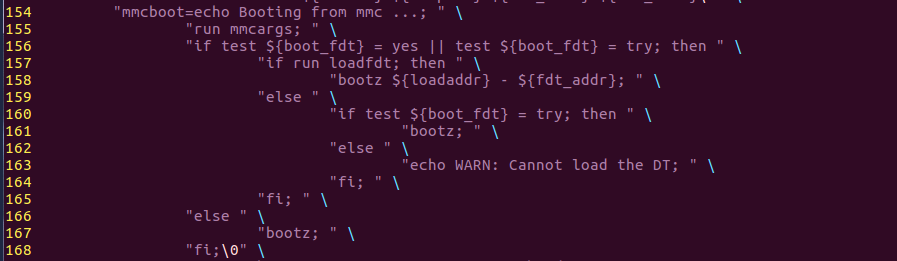 154 "mmcboot=echo Booting from mmc ...; " \
155 "run mmcargs; " \
156 "if test ${boot_fdt} = yes || test ${boot_fdt} = try; then " \
157 "if run loadfdt; then " \
158 "bootz ${loadaddr} - ${fdt_addr}; " \
159 "else " \
160 "if test ${boot_fdt} = try; then " \
161 "bootz; " \
162 "else " \
163 "echo WARN: Cannot load the DT; " \
164 "fi; " \
165 "fi; " \
166 "else " \
167 "bootz; " \
168 "fi;\0" \